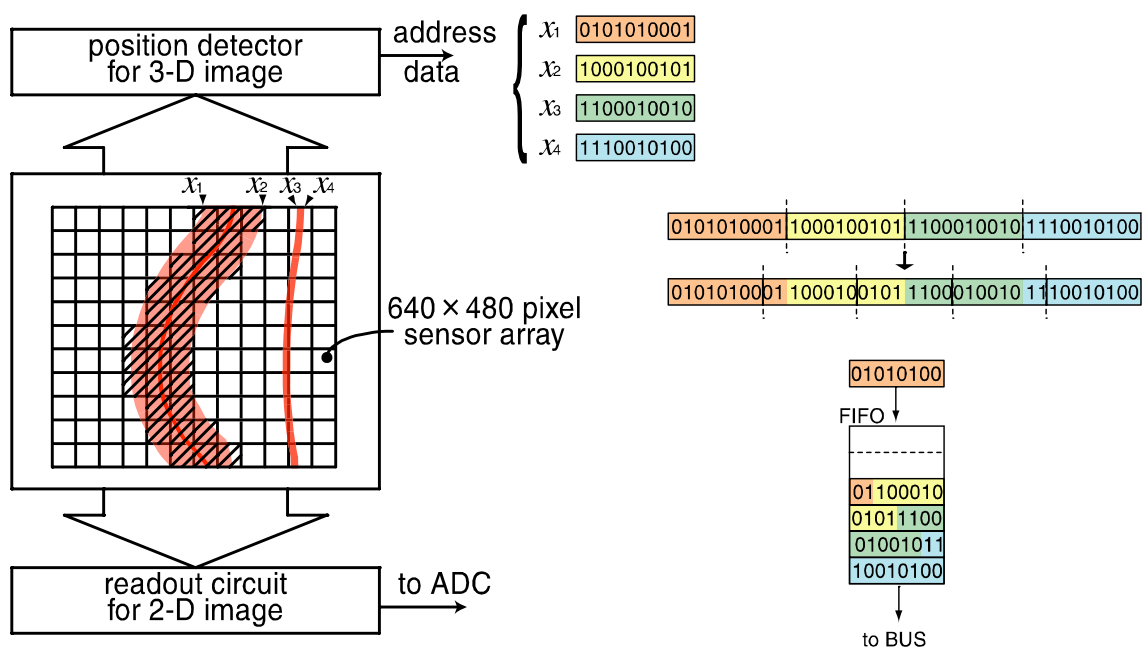 position detector
for 3-D image
address
data
x1 0101010001
x2 1000100101
x3 1100010010
x4 1110010100
x1 x2 x3 x4
640×480 pixel
sensor array
readout circuit
for 2-D image
to ADC
0101010001 1000100101 1100010010 1110010100
0101010001 1000100101 1100010010 1110010100
01010100
FIFO
01100010
01011100
01001011
10010100
to BUS